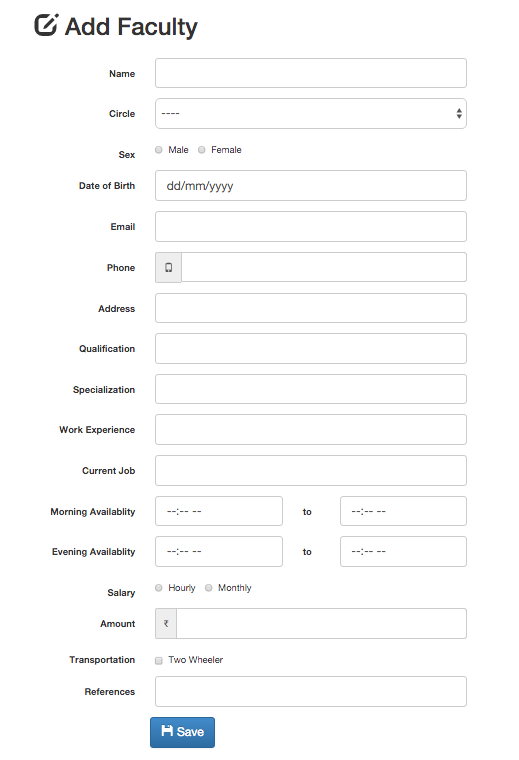 Add Faculty
Name
Circle ----
Sex Male Female
Date of Birth dd/mm/yyyy
Email
Phone
Address
Qualification
Specialization
Work Experience
Current Job
Morning Availablity --:-- -- to --:-- --
Evening Availablity --:-- -- to --:-- --
Salary Hourly Monthly
Amount ₹
Transportation Two Wheeler
References
Save